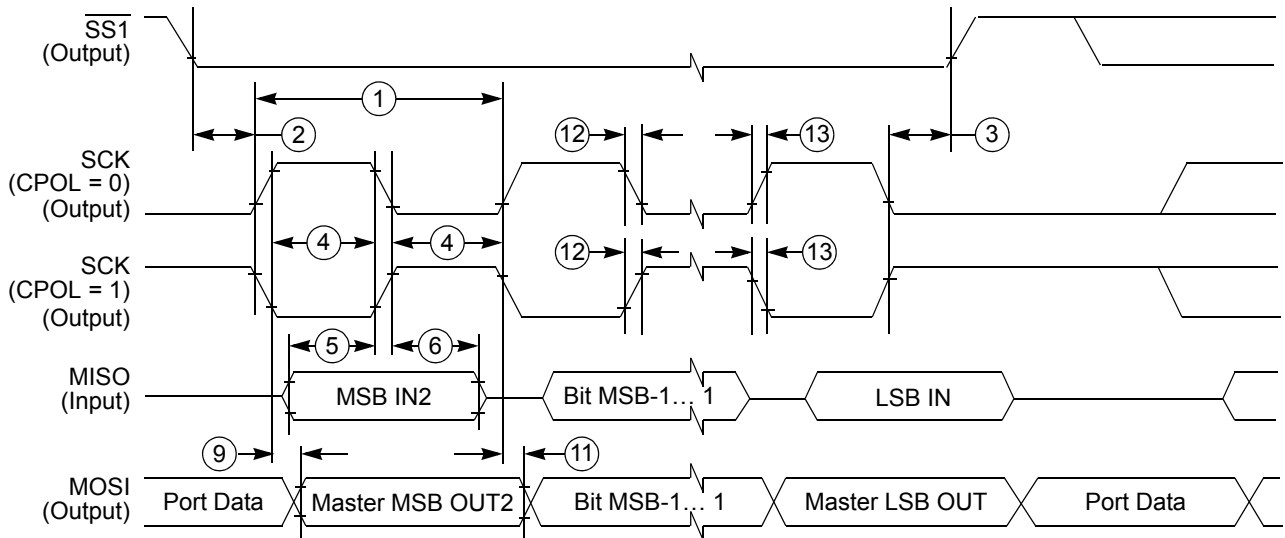 SS1
(Output)
1
2
12
13
3
SCK
(CPOL = 0)
(Output)
4
4
12
13
SCK
(CPOL = 1)
(Output)
5
6
MISO
(Input)
MSB IN2
Bit MSB-1… 1
LSB IN
9
11
MOSI
(Output)
Port Data
Master MSB OUT2
Bit MSB-1… 1
Master LSB OUT
Port Data